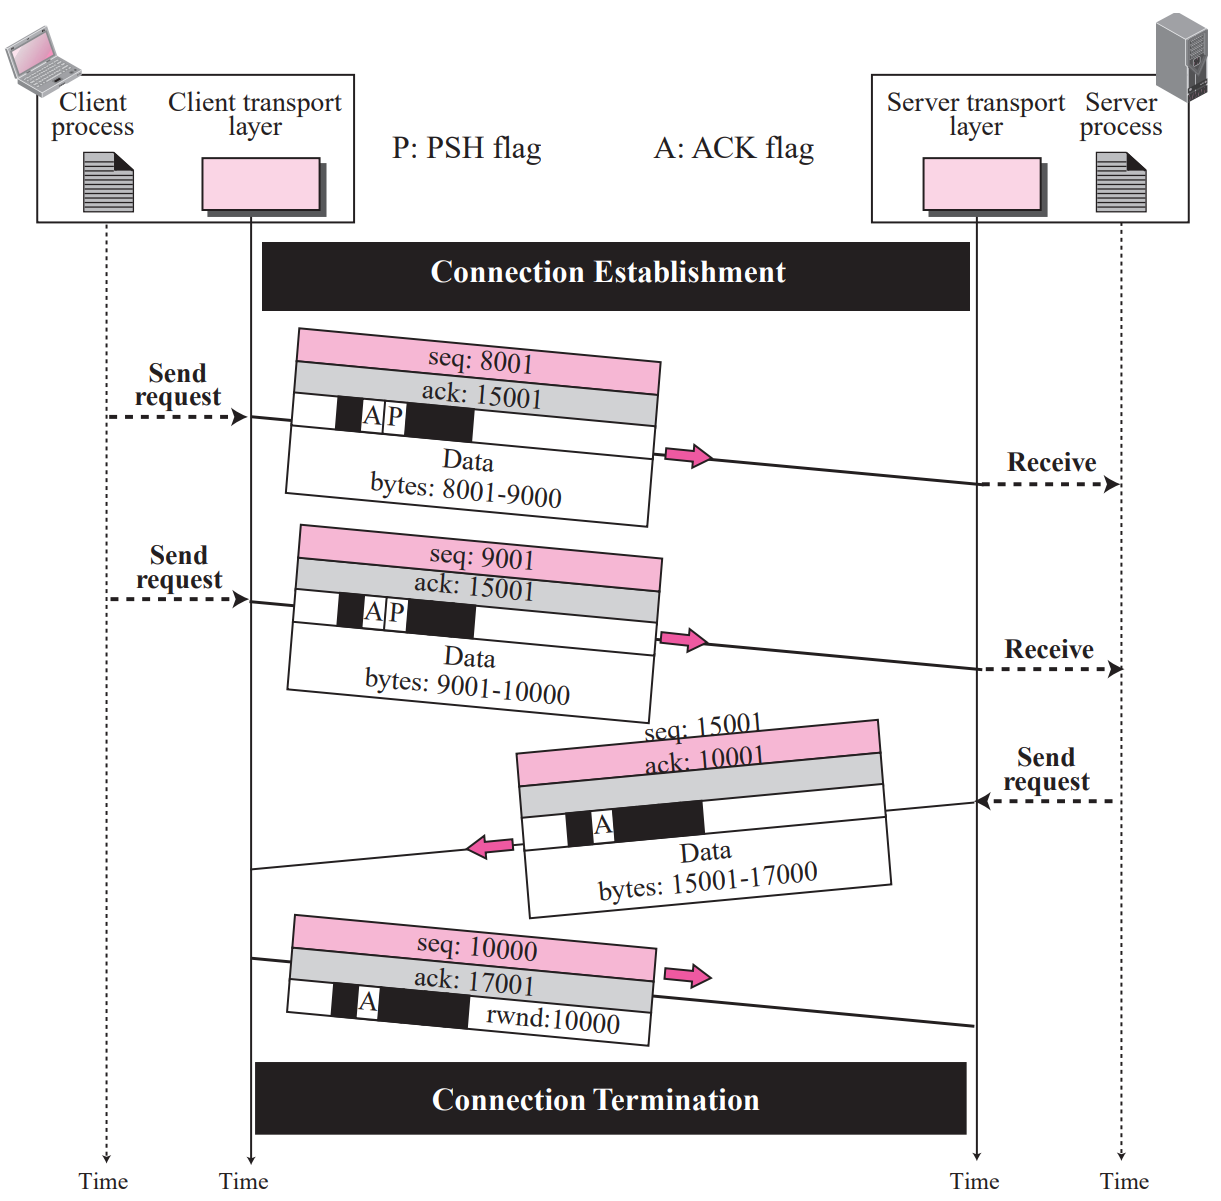 Client
process
Client transport
layer
P: PSH flag
A: ACK flag
Server transport
layer
Server
process
Connection Establishment
Send
request
seq: 8001
ack: 15001
A P
Data
bytes: 8001-9000
Receive
Send
request
seq: 9001
ack: 15001
A P
Data
bytes: 9001-10000
Receive
seq: 15001
ack: 10001
A
Data
bytes: 15001-17000
Send
request
seq: 10000
ack: 17001
A
rwnd:10000
Connection Termination
Time
Time
Time
Time